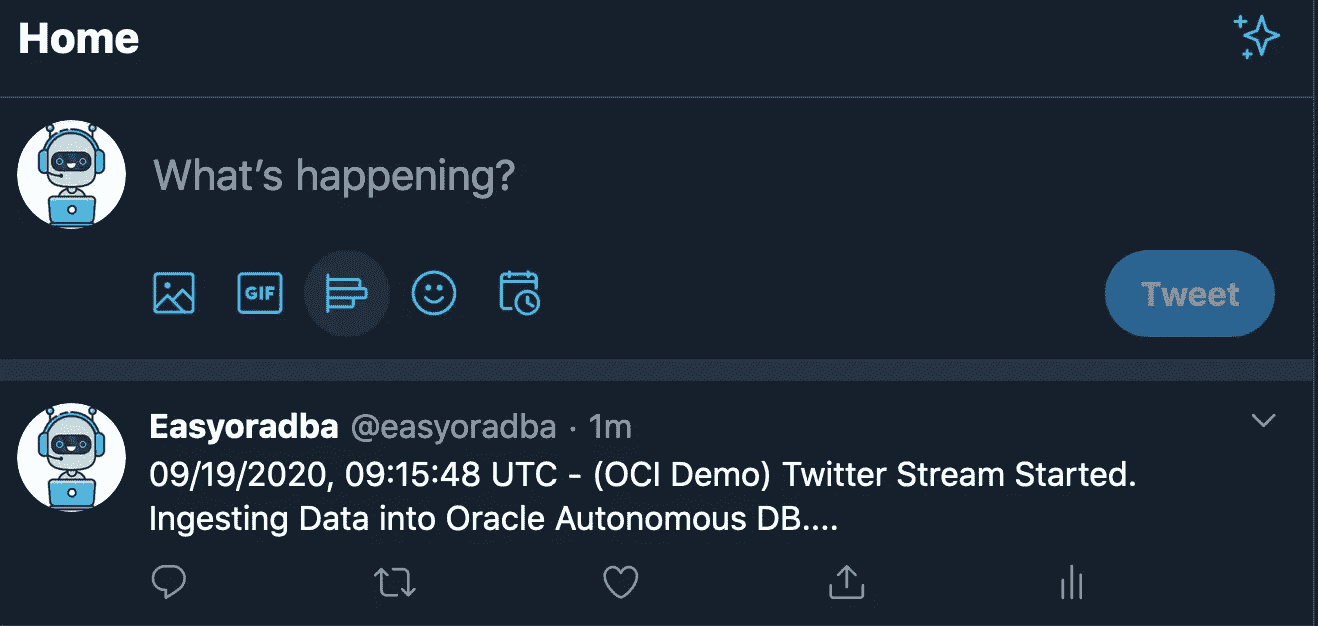 Home
What’s happening?
GIF
Tweet
Easyoradba @easyoradba · 1m
09/19/2020, 09:15:48 UTC - (OCI Demo) Twitter Stream Started.
Ingesting Data into Oracle Autonomous DB....